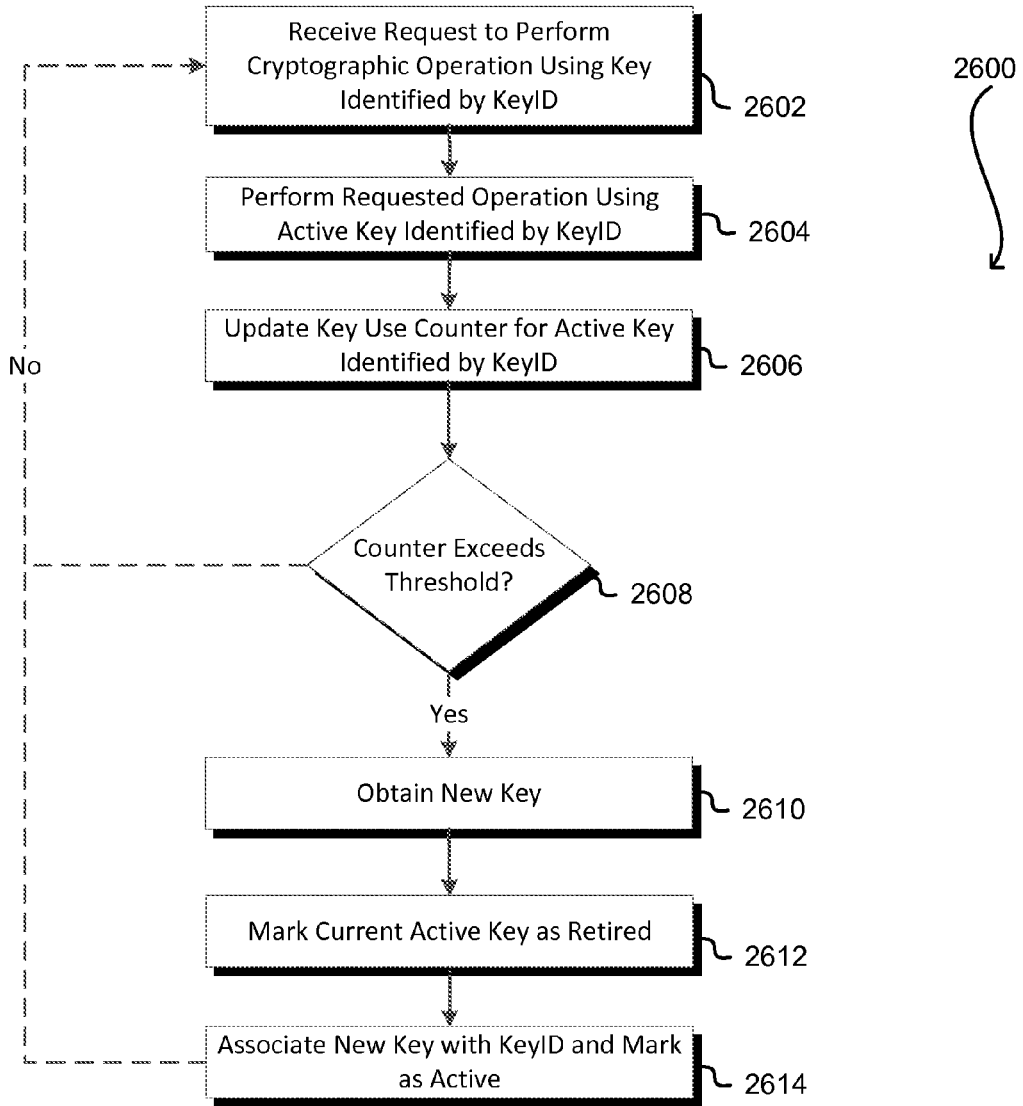 Receive Request to Perform
Cryptographic Operation Using Key
Identified by KeyID
2602
2600
Perform Requested Operation Using
Active Key Identified by KeyID
2604
Update Key Use Counter for Active Key
Identified by KeyID
2606
No
Counter Exceeds
Threshold?
2608
Yes
Obtain New Key
2610
Mark Current Active Key as Retired
2612
Associate New Key with KeyID and Mark
as Active
2614